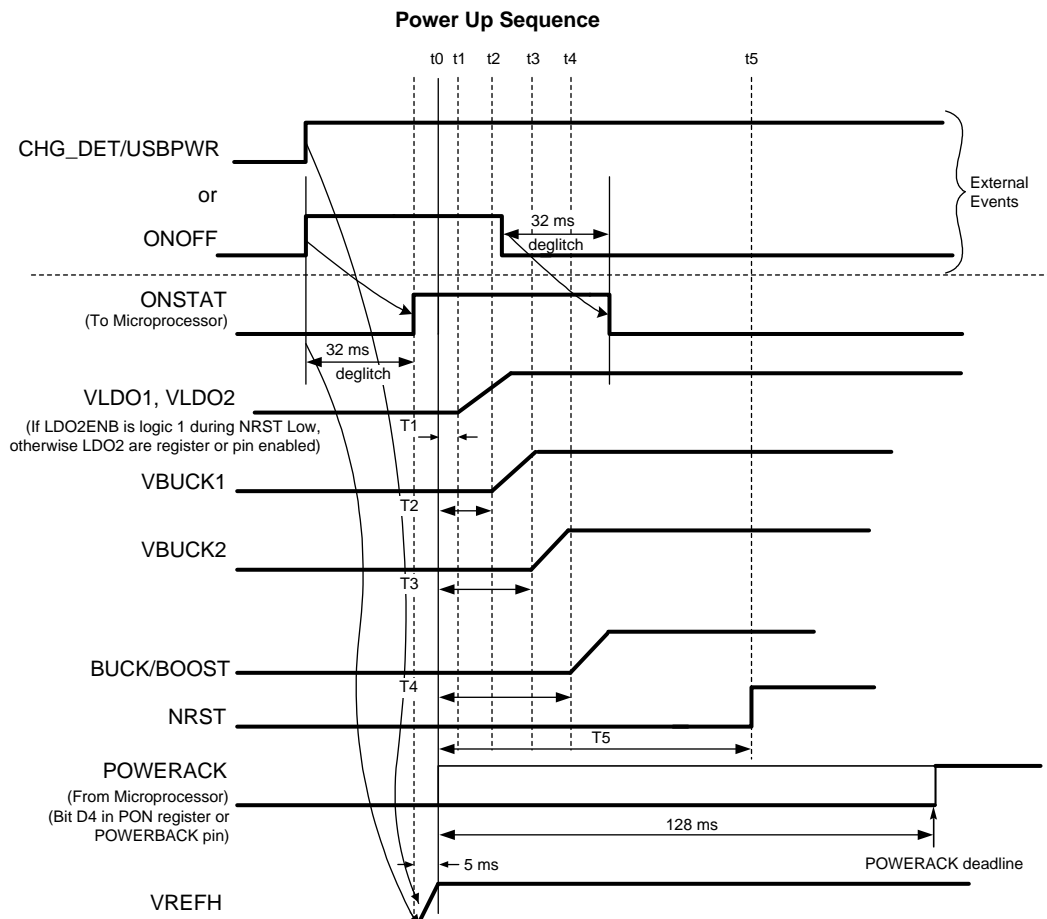 Power Up Sequence
t0 t1 t2 t3 t4 t5
CHG_DET/USBPWR
or
ONOFF
32 ms
deglitch
External
Events
ONSTAT
(To Microprocessor)
32 ms
deglitch
VLDO1, VLDO2
(If LDO2ENB is logic 1 during NRST Low,
otherwise LDO2 are register or pin enabled)
T1
VBUCK1
T2
VBUCK2
T3
BUCK/BOOST
T4
NRST
T5
POWERACK
(From Microprocessor)
(Bit D4 in PON register or
POWERBACK pin)
128 ms
POWERACK deadline
5 ms
VREFH